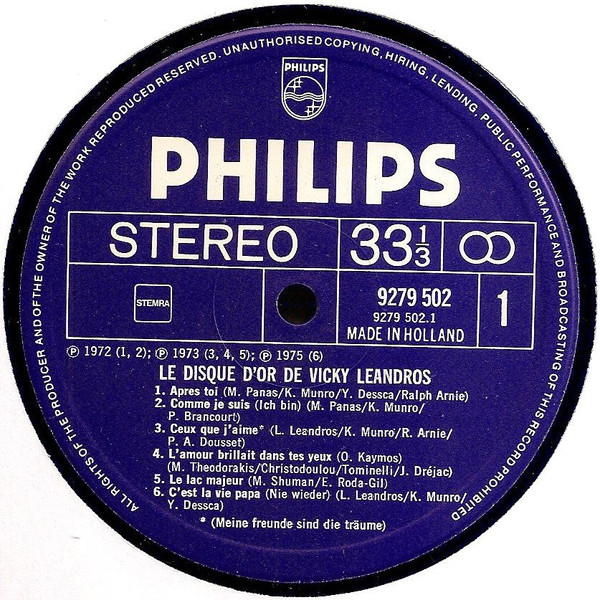 ALL RIGHTS OF THE PRODUCER AND OF THE OWNER OF THE WORK REPRODUCED RESERVED. UNAUTHORISED COPYING, HIRING, LENDING, PUBLIC PERFORMANCE AND BROADCASTING OF THIS RECORD PROHIBITED
PHILIPS
PHILIPS
STEREO
33 1/3
STEMRA
9279 502
9279 502.1
MADE IN HOLLAND
1
Ⓟ 1972 (1, 2); Ⓟ 1973 (3, 4, 5); Ⓟ 1975 (6)
LE DISQUE D'OR DE VICKY LEANDROS
1. Apres toi (M. Panas/K. Munro/Y. Dessca/Ralph Arnie)
2. Comme je suis (Ich bin) (M. Panas/K. Munro/
P. Brancourt)
3. Ceux que j'aime* (L. Leandros/K. Munro/R. Arnie/
P. A. Dousset)
4. L'amour brillait dans tes yeux (O. Kaymos)
(M. Theodorakis/Christodoulou/Tominelli/J. Dréjac)
5. Le lac majeur (M. Shuman/E. Roda-Gil)
6. C'est la vie papa (Nie wieder) (L. Leandros/K. Munro/
Y. Dessca)
* (Meine freunde sind die träume)